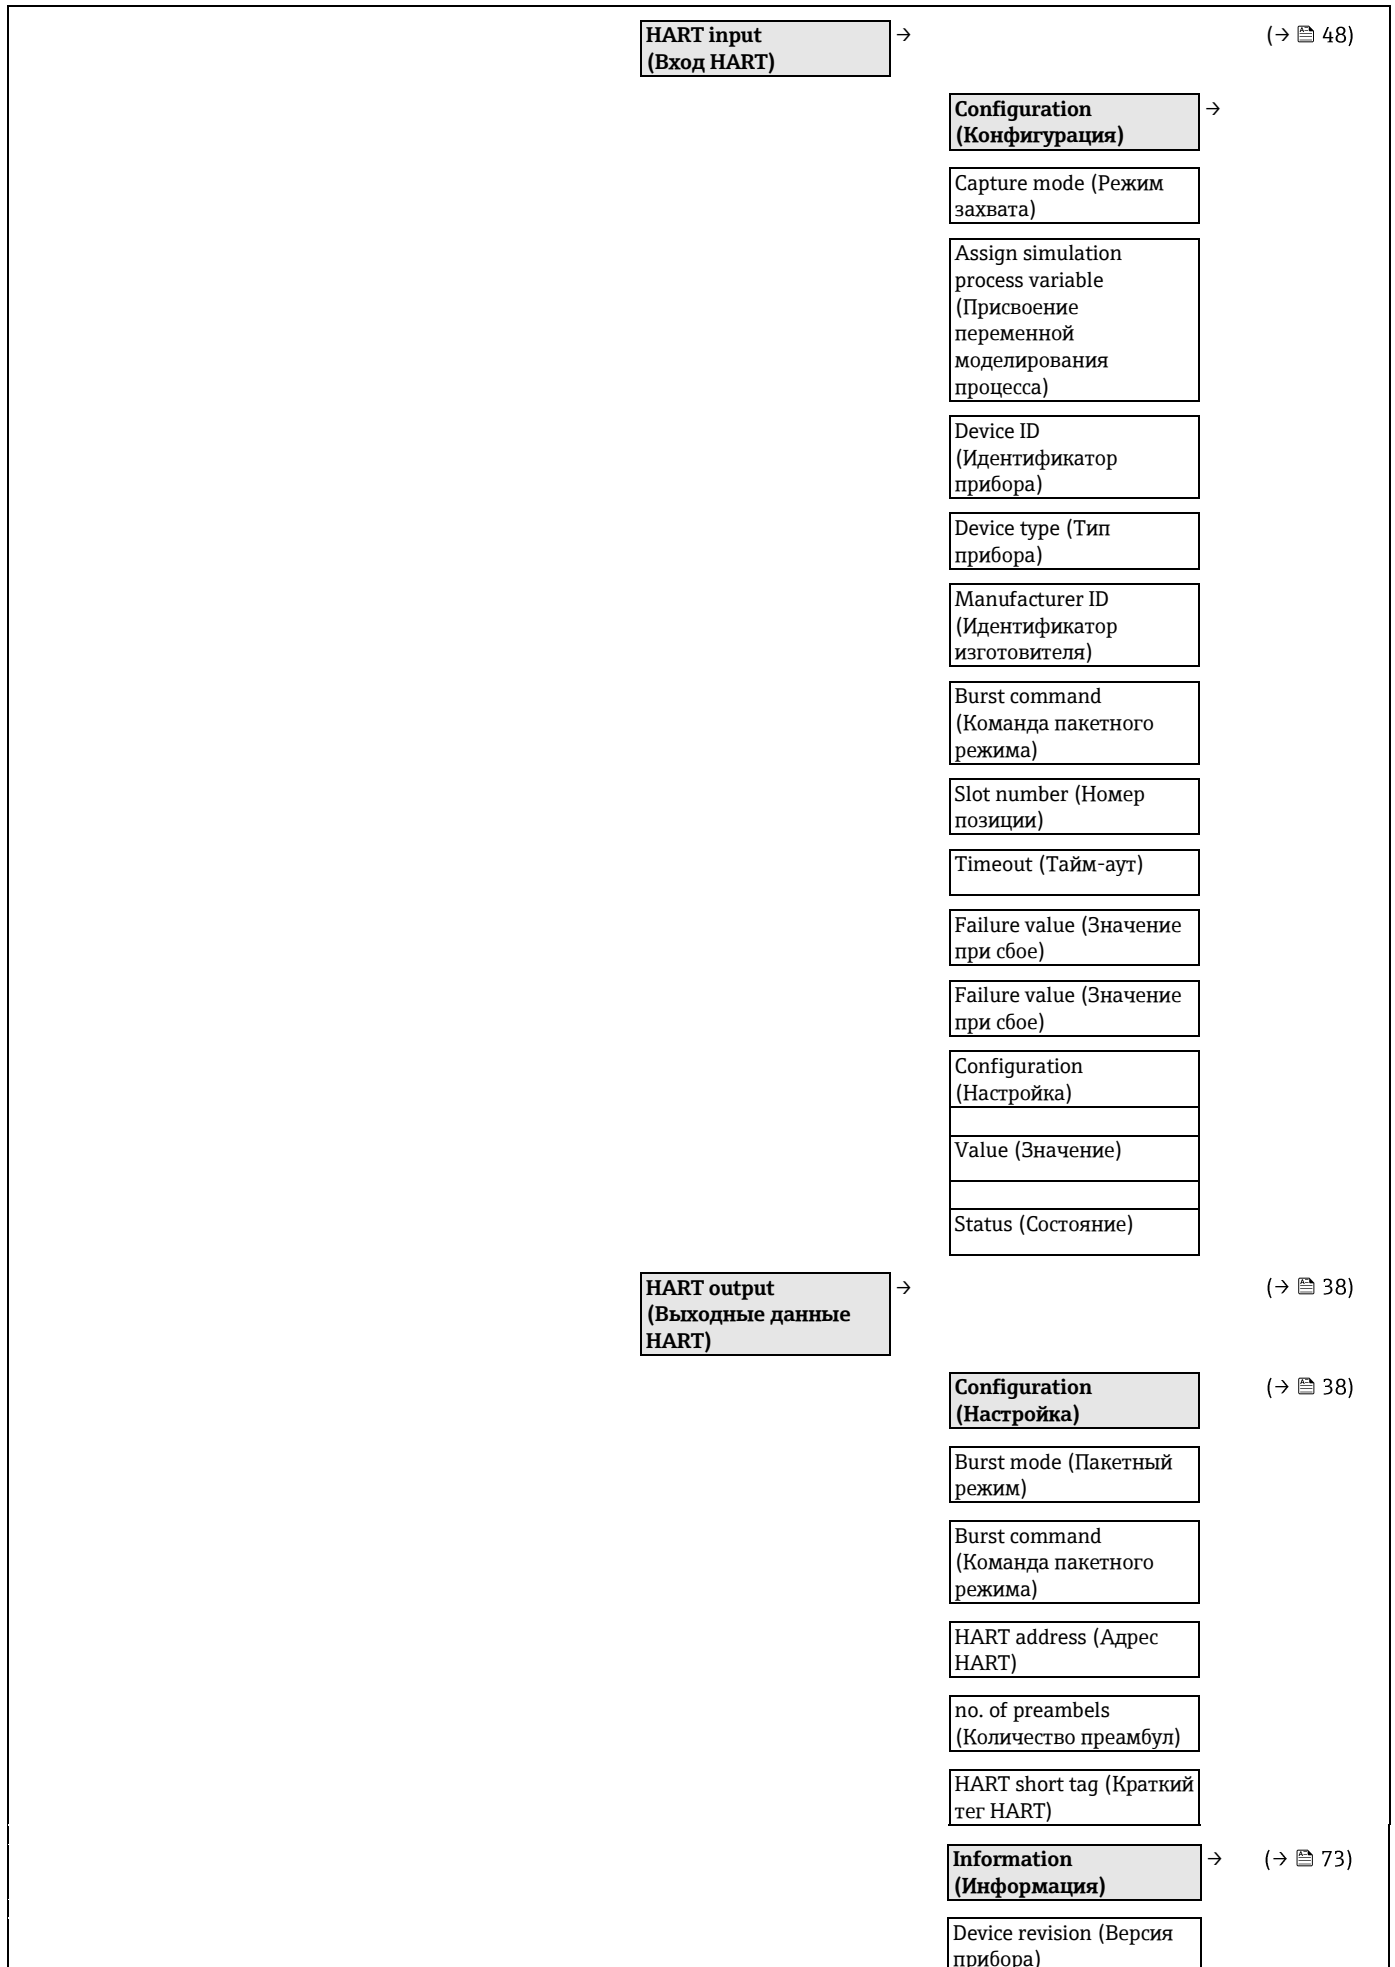 HART input → (→ 48)
(Вход HART)
Configuration →
(Конфигурация)
Capture mode (Режим
захвата)
Assign simulation
process variable
(Присвоение
переменной
моделирования
процесса)
Device ID
(Идентификатор
прибора)
Device type (Тип
прибора)
Manufacturer ID
(Идентификатор
изготовителя)
Burst command
(Команда пакетного
режима)
Slot number (Номер
позиции)
Timeout (Тайм-аут)
Failure value (Значение
при сбое)
Failure value (Значение
при сбое)
Configuration
(Настройка)
Value (Значение)
Status (Состояние)
HART output → (→ 38)
(Выходные данные
HART)
Configuration (→ 38)
(Настройка)
Burst mode (Пакетный
режим)
Burst command
(Команда пакетного
режима)
HART address (Адрес
HART)
no. of preambels
(Количество преамбул)
HART short tag (Краткий
тег HART)
Information → (→ 73)
(Информация)
Device revision (Версия
прибора)